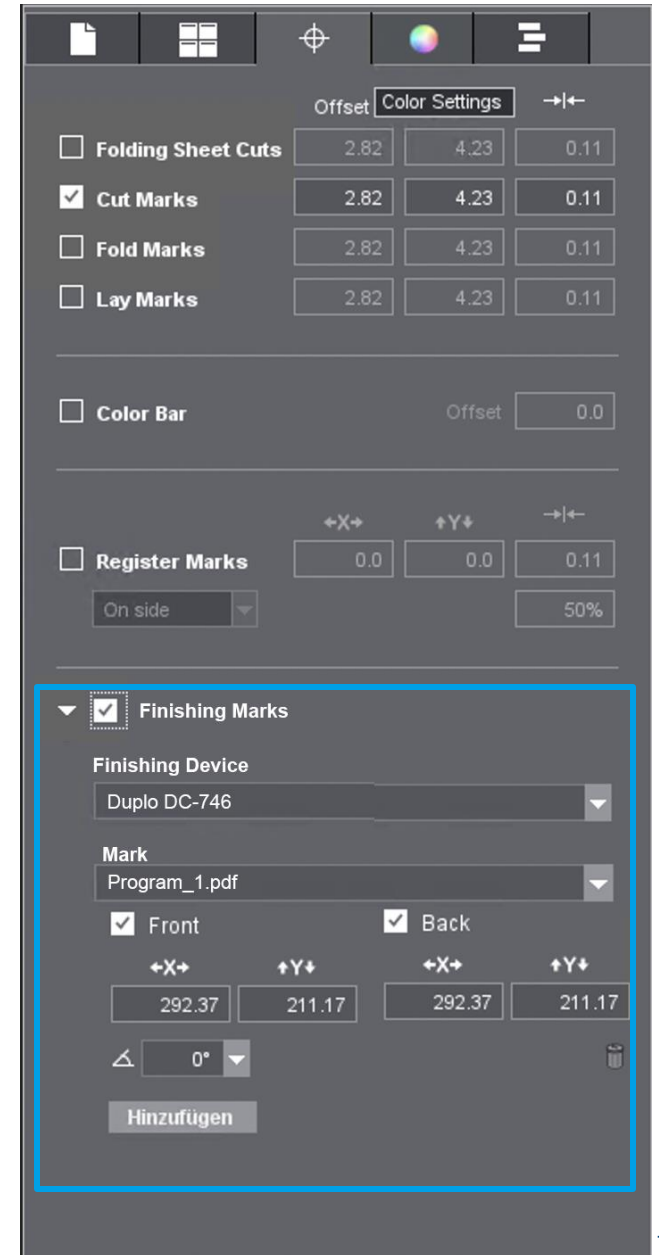 Offset Color Settings
Folding Sheet Cuts 2.82 4.23 0.11
Cut Marks 2.82 4.23 0.11
Fold Marks 2.82 4.23 0.11
Lay Marks 2.82 4.23 0.11
Color Bar Offset 0.0
X Y
Register Marks 0.0 0.0 0.11
On side 50%
Finishing Marks
Finishing Device
Duplo DC-746
Mark
Program_1.pdf
Front Back
X Y X Y
292.37 211.17 292.37 211.17
0°
Hinzufügen